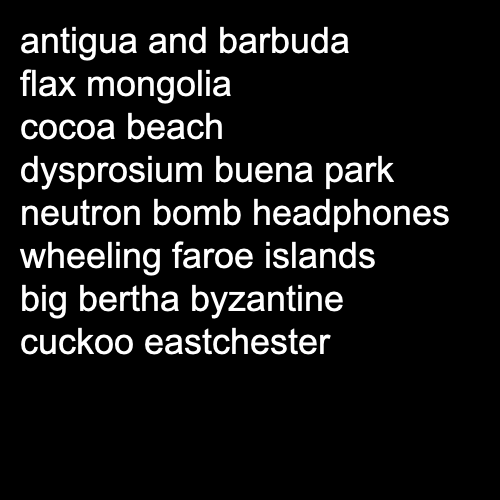 antigua and barbuda
flax mongolia
cocoa beach
dysprosium buena park
neutron bomb headphones
wheeling faroe islands
big bertha byzantine
cuckoo eastchester